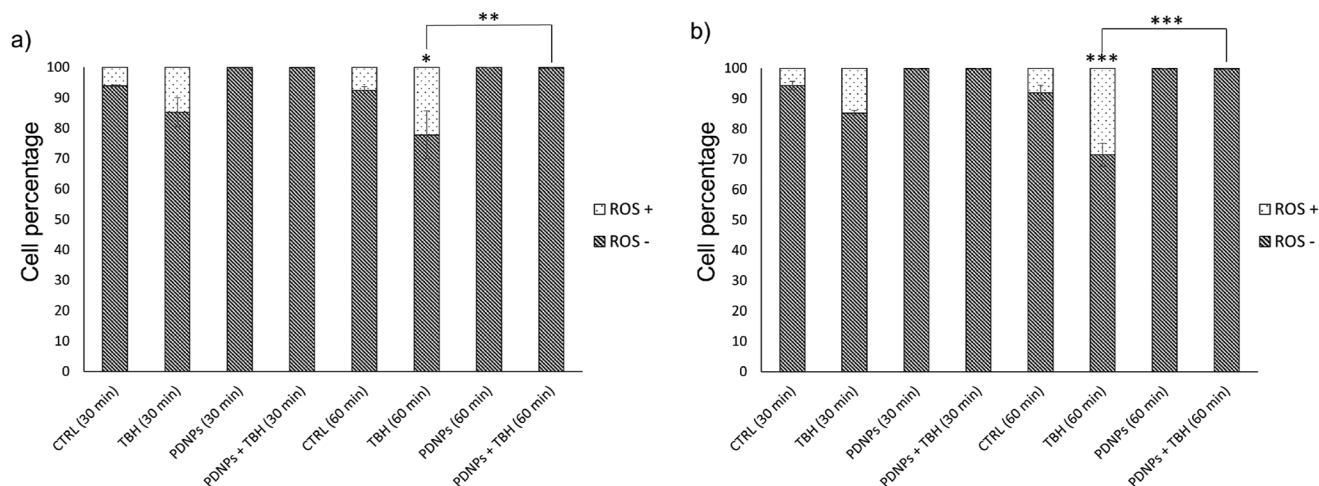 a)
**
*
100
90
80
70
60
50
40
30
20
10
0
Cell percentage
CTRL (30 min)
TBH (30 min)
PDNPs (30 min)
PDNPs + TBH (30 min)
CTRL (60 min)
TBH (60 min)
PDNPs (60 min)
PDNPs + TBH (60 min)
ROS +
ROS -
b)
***
***
100
90
80
70
60
50
40
30
20
10
0
Cell percentage
CTRL (30 min)
TBH (30 min)
PDNPs (30 min)
PDNPs + TBH (30 min)
CTRL (60 min)
TBH (60 min)
PDNPs (60 min)
PDNPs + TBH (60 min)
ROS +
ROS -